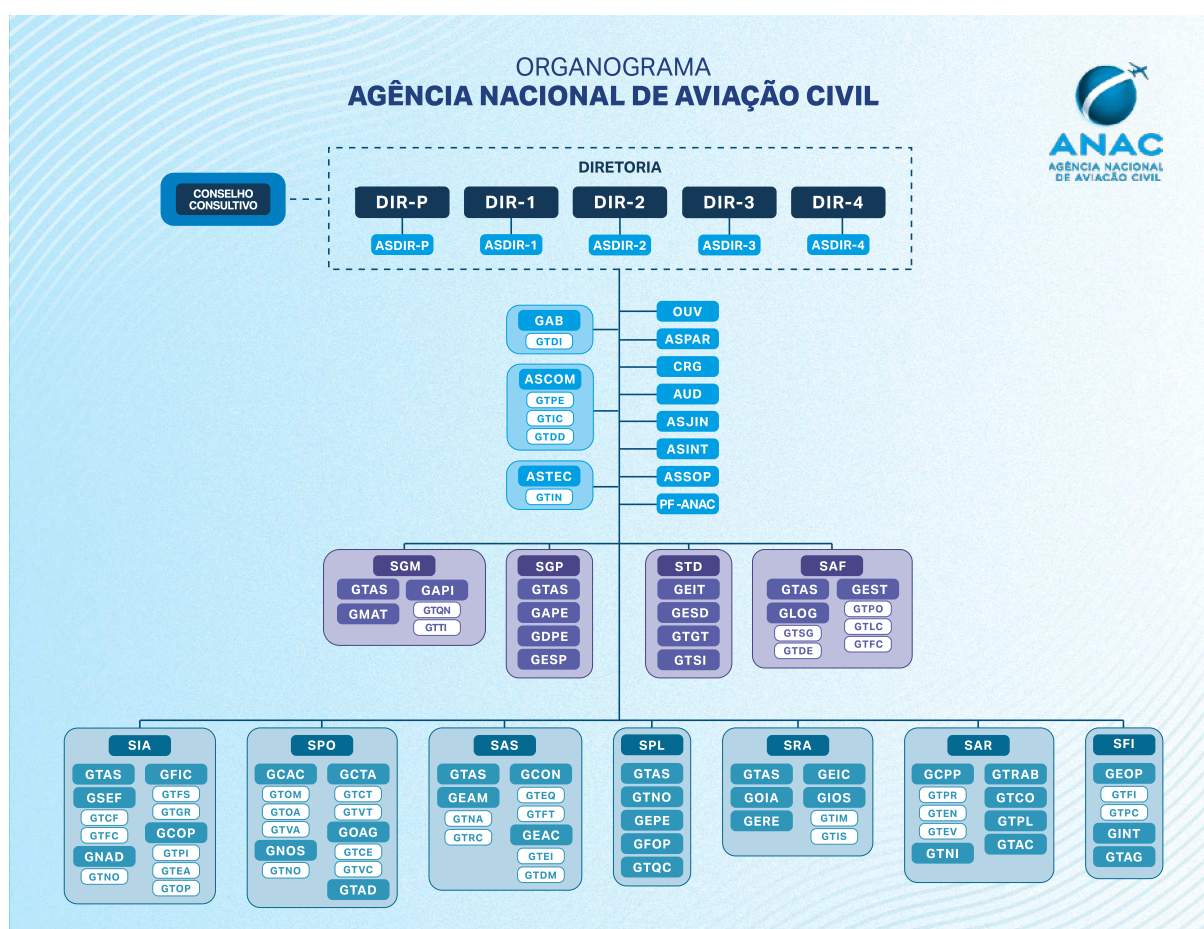 ORGANOGRAMA
AGÊNCIA NACIONAL DE AVIAÇÃO CIVIL
ANAC
AGÊNCIA NACIONAL
DE AVIAÇÃO CIVIL
CONSELHO
CONSULTIVO
DIRETORIA
DIR-P
DIR-1
DIR-2
DIR-3
DIR-4
ASDIR-P
ASDIR-1
ASDIR-2
ASDIR-3
ASDIR-4
GAB
GTDI
ASCOM
GTPE
GTIC
GTDD
ASTEC
GTIN
OUV
ASPAR
CRG
AUD
ASJIN
ASINT
ASSOP
PF-ANAC
SGM
GTAS
GMAT
GAPI
GTQN
GTTI
SGP
GTAS
GAPE
GDPE
GESP
STD
GEIT
GESD
GTGT
GTSI
SAF
GTAS
GLOG
GTSG
GTDE
GEST
GTPO
GTLC
GTFC
SIA
GTAS
GSEF
GTCF
GTFC
GNAD
GTNO
GFIC
GTFS
GTGR
GCOP
GTPI
GTEA
GTOP
SPO
GCAC
GTOM
GTOA
GTVA
GNOS
GTNO
GCTA
GTCT
GTVT
GOAG
GTCE
GTVC
GTAD
SAS
GTAS
GEAM
GTNA
GTRC
GCON
GTEQ
GTFT
GEAC
GTEI
GTDM
SPL
GTAS
GTNO
GEPE
GFOP
GTQC
SRA
GTAS
GOIA
GERE
GEIC
GIOS
GTIM
GTIS
SAR
GCPP
GTPR
GTEN
GTEV
GTNI
GTRAB
GTCO
GTPL
GTAC
SFI
GEOP
GTFI
GTPC
GINT
GTAG